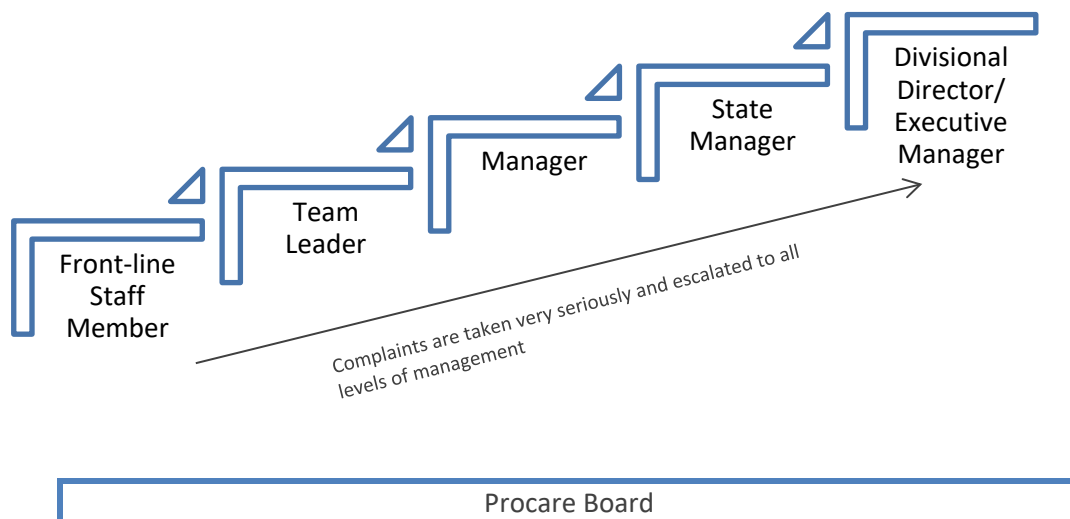 Front-line
Staff
Member
Team
Leader
Manager
State
Manager
Divisional
Director/
Executive
Manager
Complaints are taken very seriously and escalated to all
levels of management
Procare Board